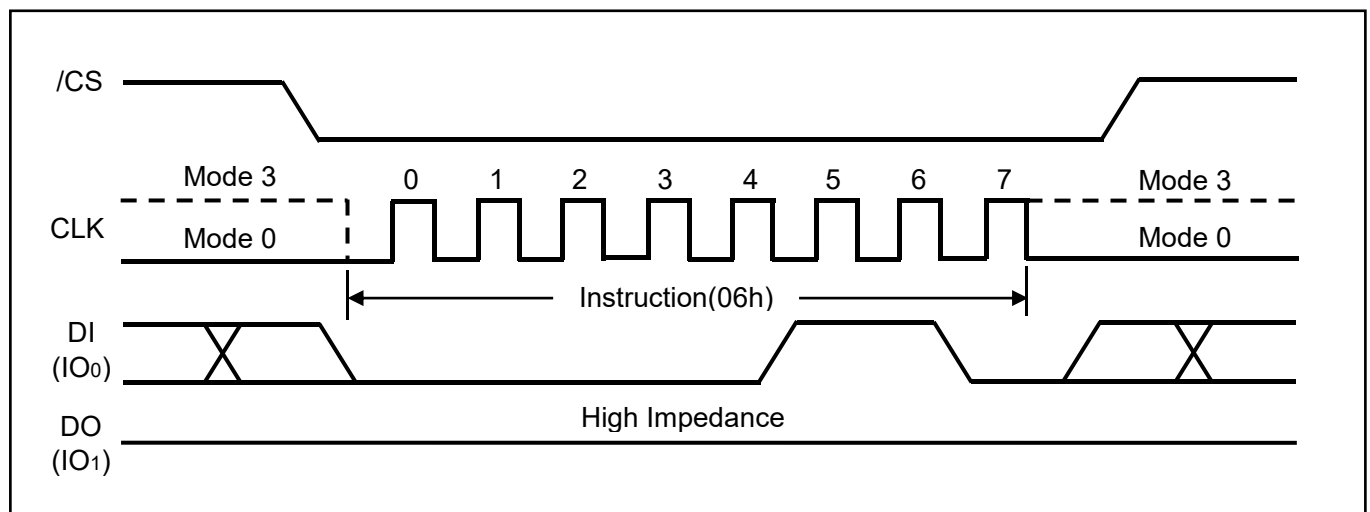 /CS
Mode 3 0 1 2 3 4 5 6 7 Mode 3
CLK
Mode 0 Mode 0
Instruction(06h)
DI
(IO0)
High Impedance
DO
(IO1)